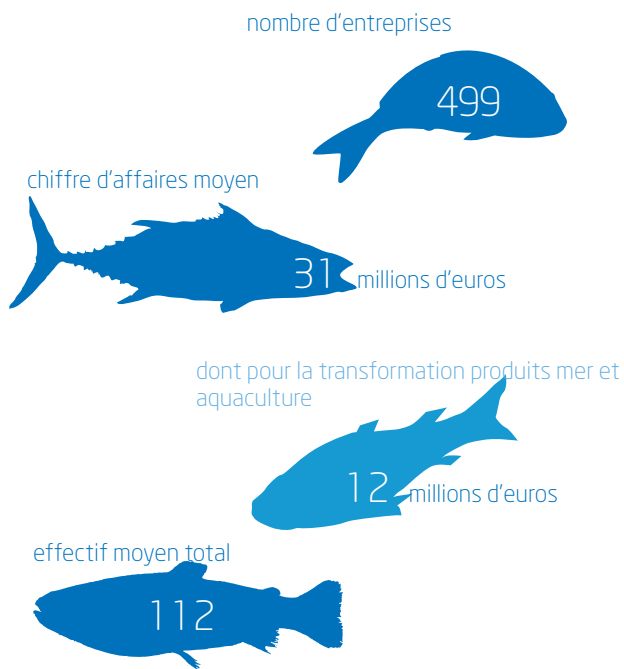 nombre d'entreprises
499
chiffre d'affaires moyen
31 millions d'euros
dont pour la transformation produits mer et
aquaculture
12 millions d'euros
effectif moyen total
112